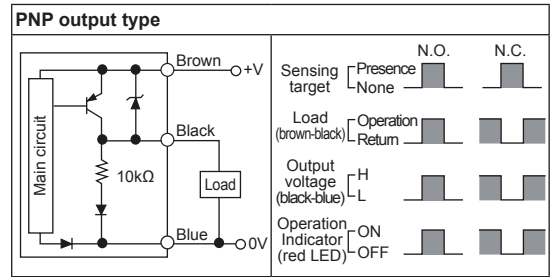 PNP output type
Brown
+V
Black
Main circuit
10kΩ
Load
Blue
0V
N.O. N.C.
Sensing target
Presence
None
Load
(brown-black)
Operation
Return
Output
voltage
(black-blue)
H
L
Operation
Indicator
(red LED)
ON
OFF